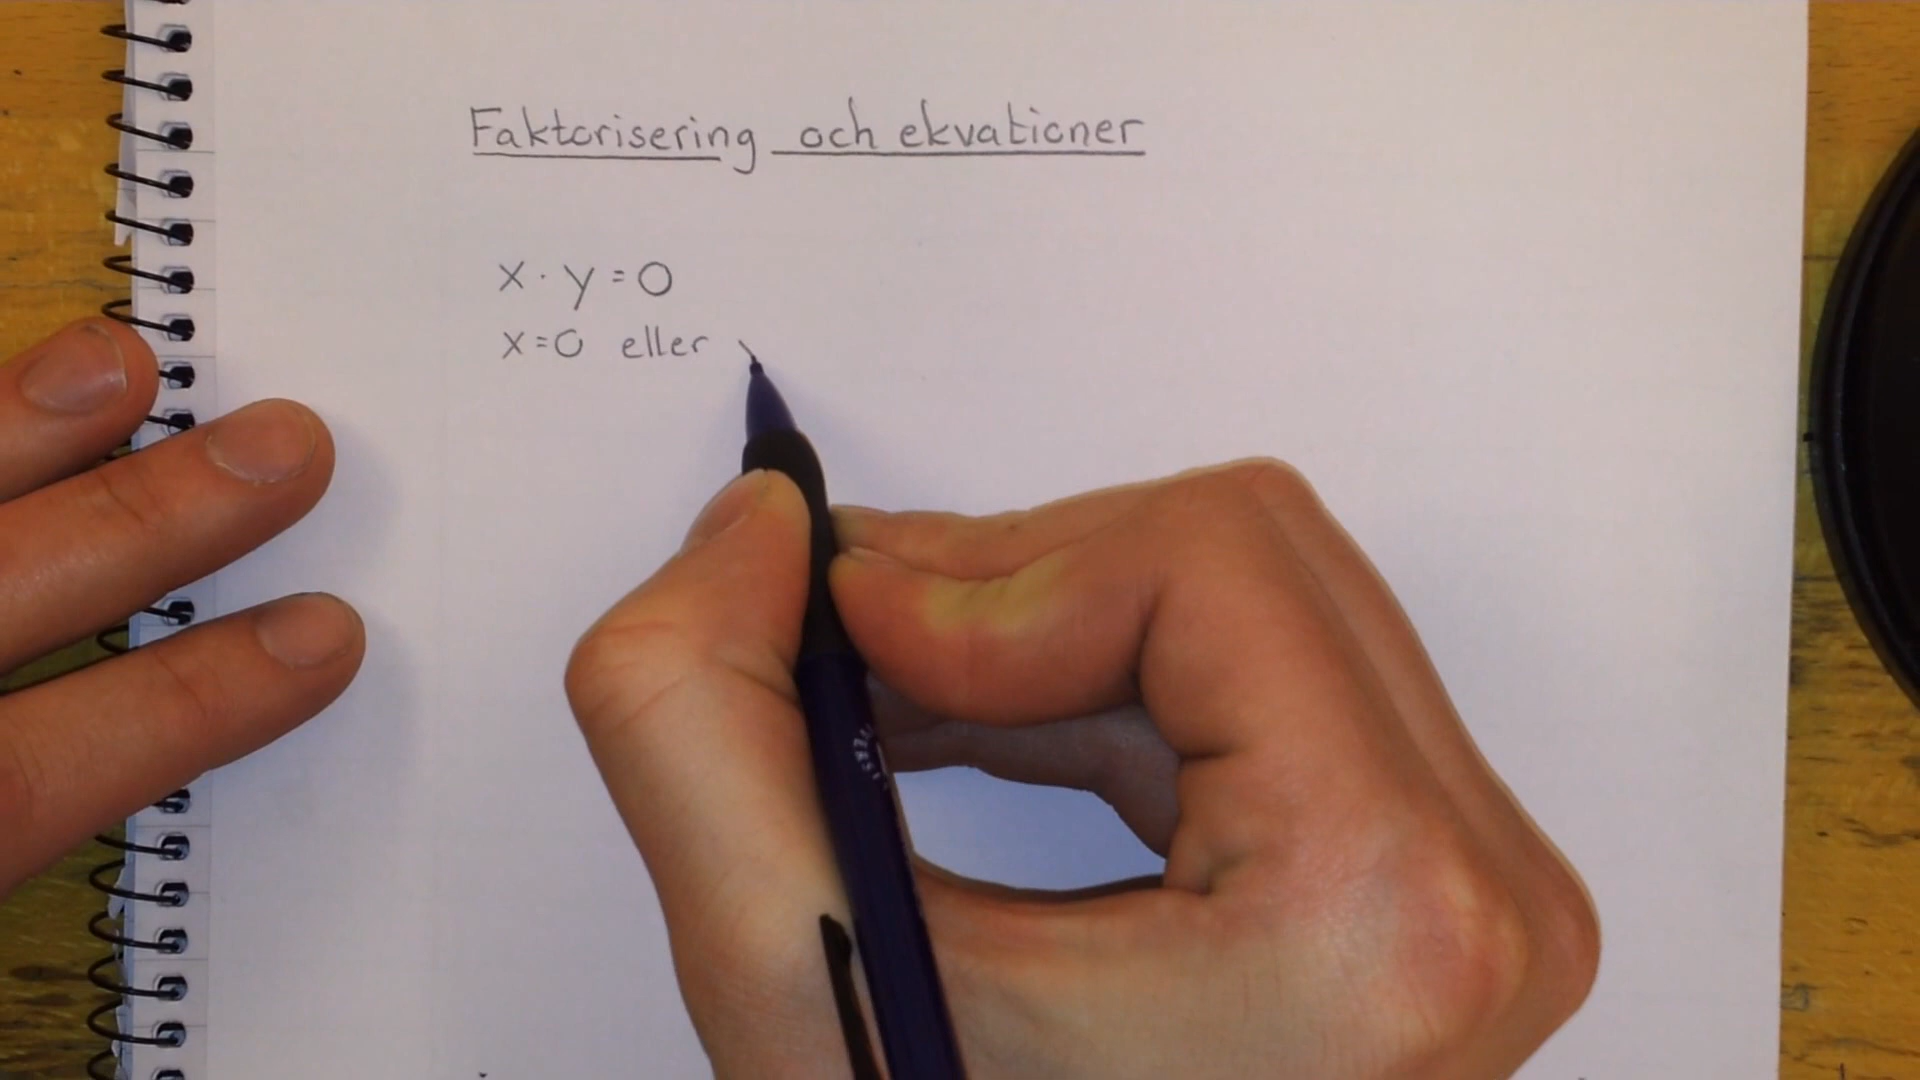 Faktorisering och ekvationer
x · y = 0
x = 0 eller